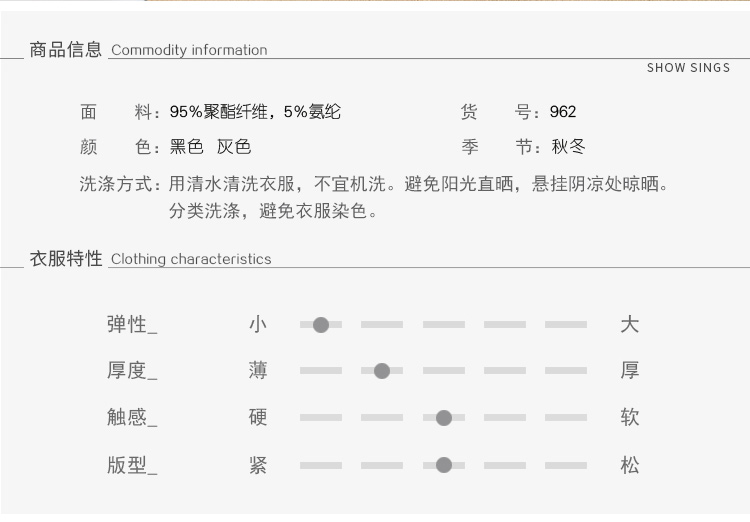 商品信息 Commodity information
SHOW SINGS
面 料：95%聚酯纤维，5%氨纶 货 号：962
颜 色：黑色 灰色 季 节：秋冬
洗涤方式：用清水清洗衣服，不宜机洗。避免阳光直晒，悬挂阴凉处晾晒。
分类洗涤，避免衣服染色。
衣服特性 Clothing characteristics
弹性_ 小 大
厚度_ 薄 厚
触感_ 硬 软
版型_ 紧 松